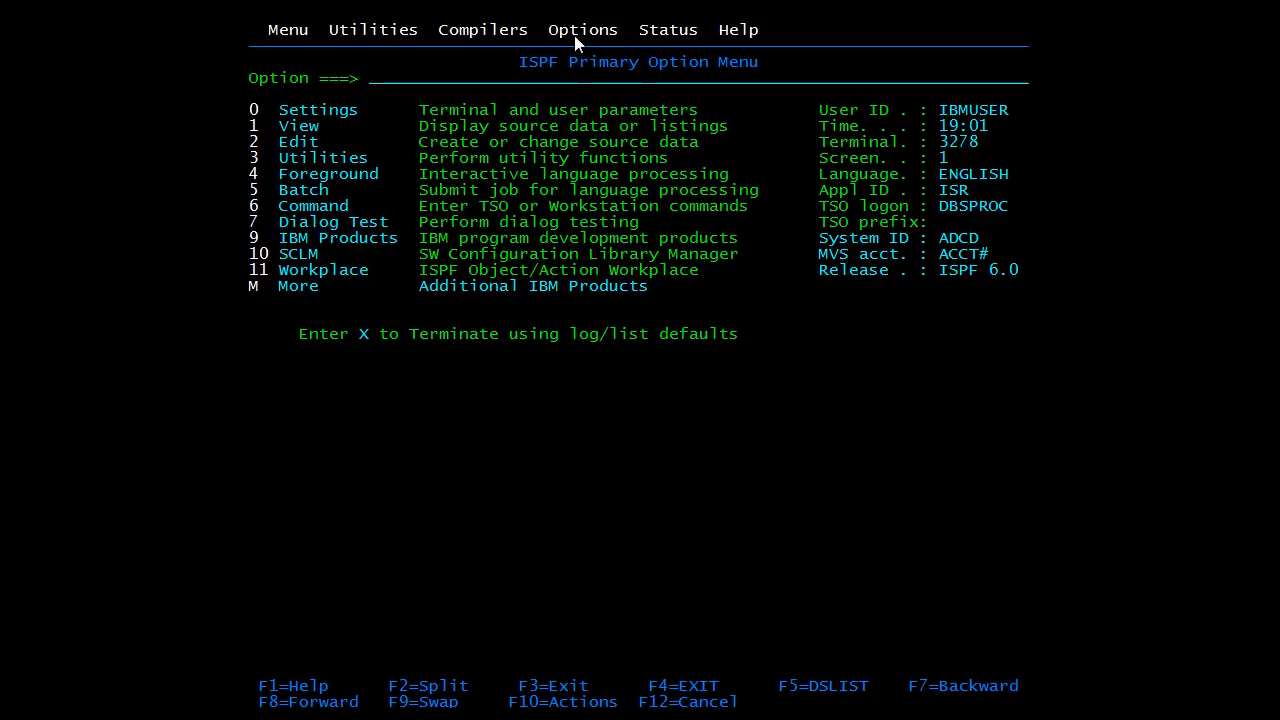 Menu Utilities Compilers Options Status Help
ISPF Primary Option Menu
Option ===>
0 Settings Terminal and user parameters User ID . : IBMUSER
1 View Display source data or listings Time. . . : 19:01
2 Edit Create or change source data Terminal. : 3278
3 Utilities Perform utility functions Screen. . : 1
4 Foreground Interactive language processing Language. : ENGLISH
5 Batch Submit job for language processing Appl ID . : ISR
6 Command Enter TSO or Workstation commands TSO logon : DBSPROC
7 Dialog Test Perform dialog testing TSO prefix:
9 IBM Products IBM program development products System ID : ADCD
10 SCLM SW Configuration Library Manager MVS acct. : ACCT#
11 Workplace ISPF Object/Action Workplace Release . : ISPF 6.0
M More Additional IBM Products
Enter X to Terminate using log/list defaults
F1=Help F2=Split F3=Exit F4=EXIT F5=DSLIST F7=Backward
F8=Forward F9=Swap F10=Actions F12=Cancel